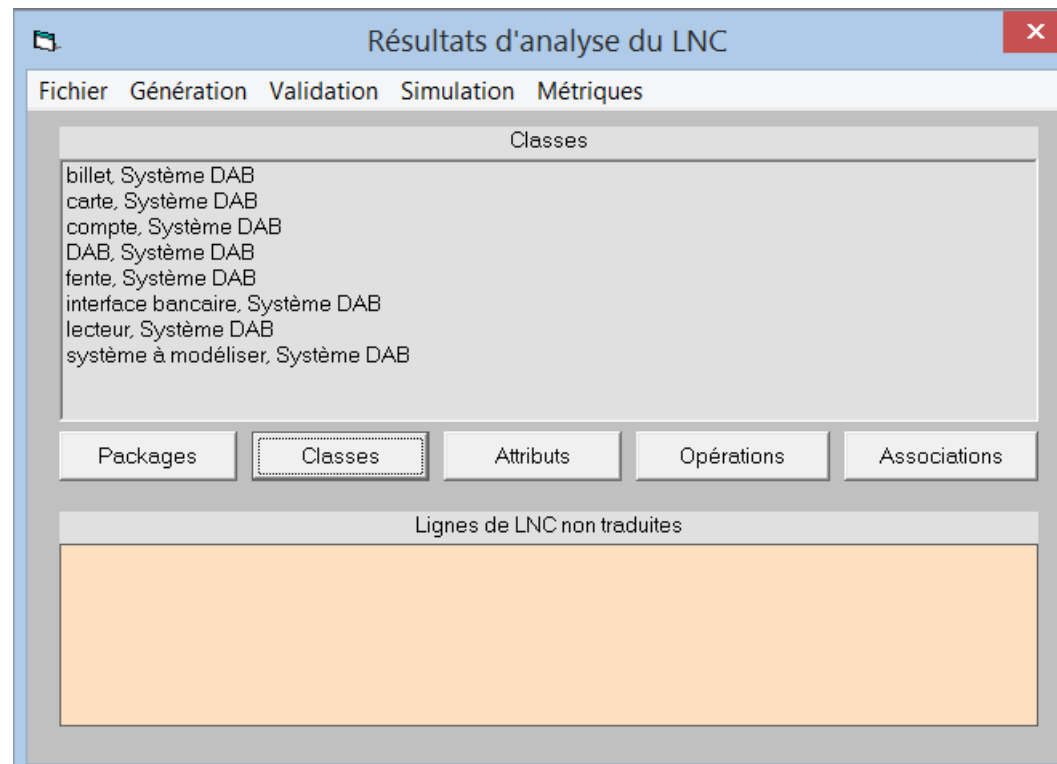 Résultats d'analyse du LNC
Fichier Génération Validation Simulation Métriques
Classes
billet, Système DAB
carte, Système DAB
compte, Système DAB
DAB, Système DAB
fente, Système DAB
interface bancaire, Système DAB
lecteur, Système DAB
système à modéliser, Système DAB
Packages Classes Attributs Opérations Associations
Lignes de LNC non traduites